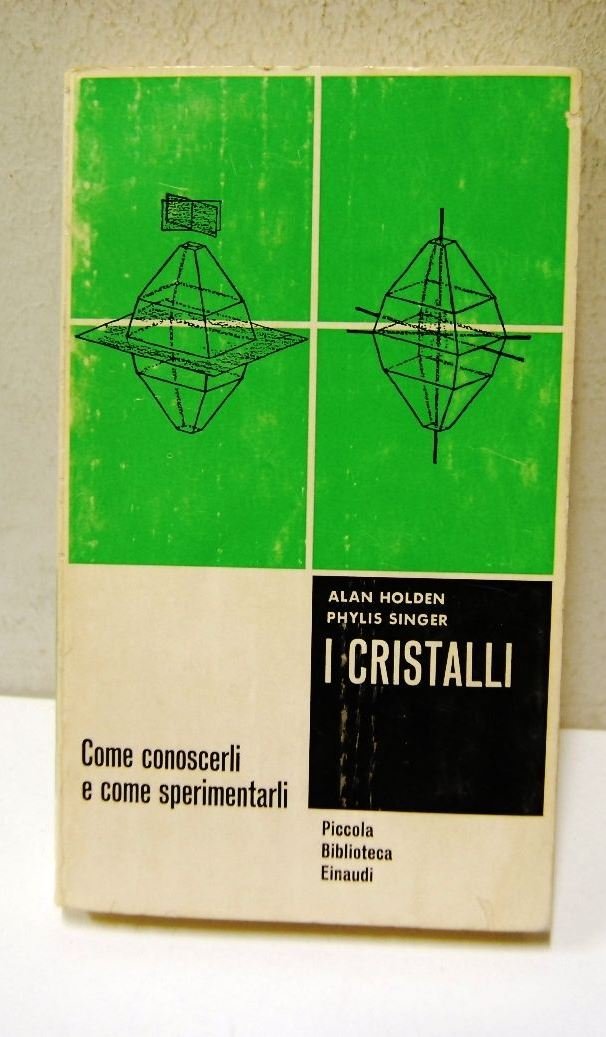 ALAN HOLDEN
PHYLIS SINGER
I CRISTALLI
Come conoscerli
e come sperimentarli
Piccola
Biblioteca
Einaudi